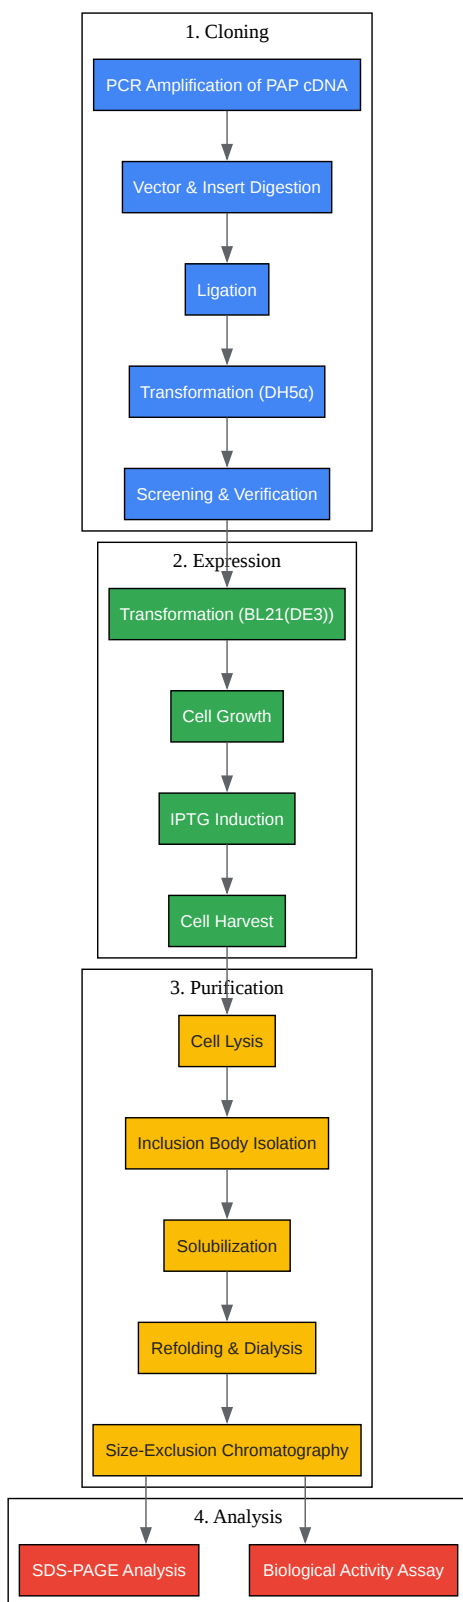 1. Cloning
PCR Amplification of PAP cDNA
Vector & Insert Digestion
Ligation
Transformation (DH5α)
Screening & Verification
2. Expression
Transformation (BL21(DE3))
Cell Growth
IPTG Induction
Cell Harvest
3. Purification
Cell Lysis
Inclusion Body Isolation
Solubilization
Refolding & Dialysis
Size-Exclusion Chromatography
4. Analysis
SDS-PAGE Analysis
Biological Activity Assay